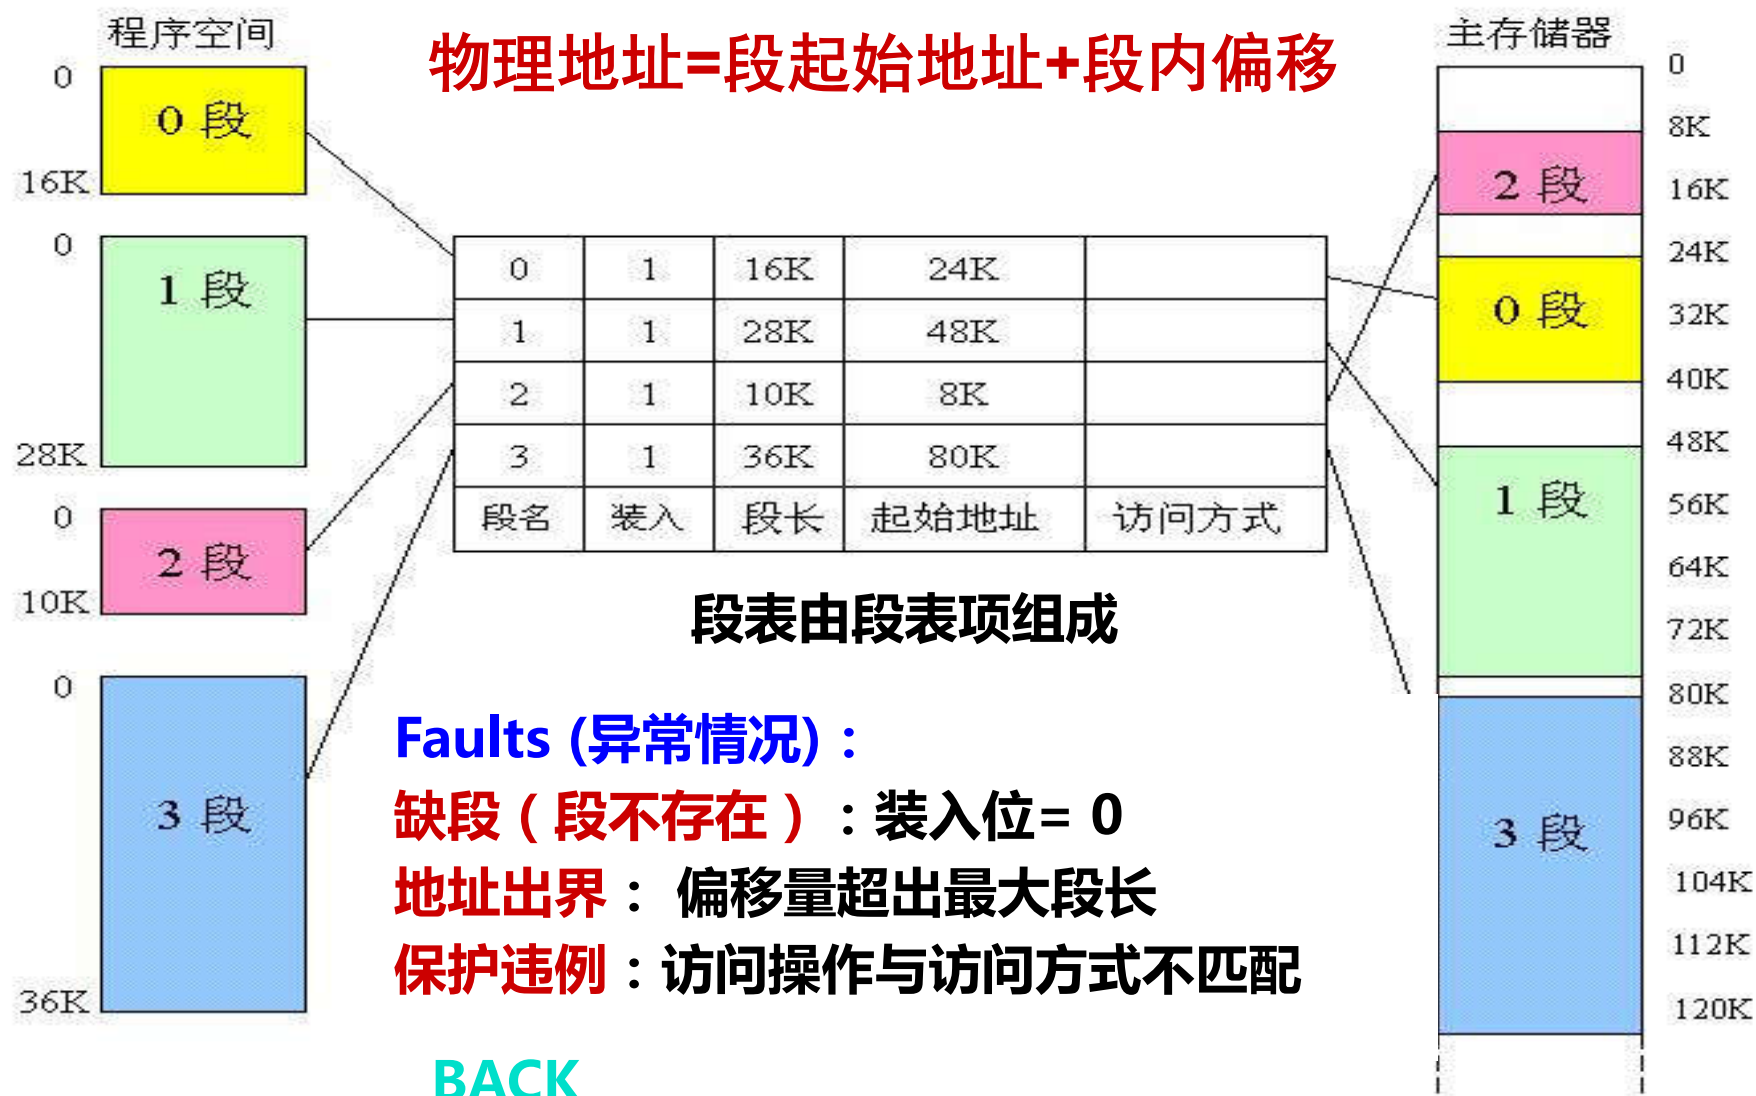 程序空间
物理地址=段起始地址+段内偏移
主存储器
0
0 段
16K
0
1 段
28K
0
2 段
10K
0
3 段
36K
0 1 16K 24K
1 1 28K 48K
2 1 10K 8K
3 1 36K 80K
段名 装入 段长 起始地址 访问方式
段表由段表项组成
Faults (异常情况)：
缺段（段不存在）：装入位= 0
地址出界： 偏移量超出最大段长
保护违例：访问操作与访问方式不匹配
BACK
0
8K
2 段
16K
24K
0 段
32K
40K
48K
1 段
56K
64K
72K
80K
88K
96K
3 段
104K
112K
120K